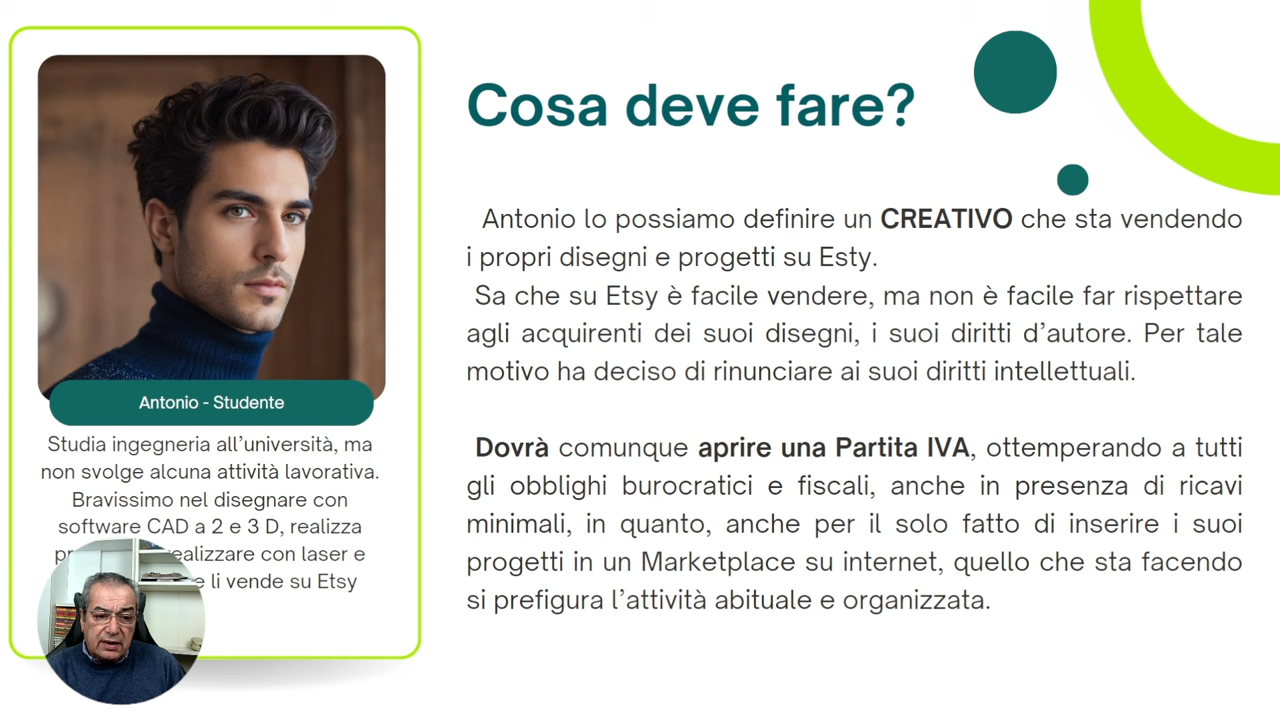 Cosa deve fare?
Antonio lo possiamo definire un CREATIVO che sta vendendo
i propri disegni e progetti su Esty.
Sa che su Etsy è facile vendere, ma non è facile far rispettare
agli acquirenti dei suoi disegni, i suoi diritti d’autore. Per tale
motivo ha deciso di rinunciare ai suoi diritti intellettuali.
Dovrà comunque aprire una Partita IVA, ottemperando a tutti
gli obblighi burocratici e fiscali, anche in presenza di ricavi
minimali, in quanto, anche per il solo fatto di inserire i suoi
progetti in un Marketplace su internet, quello che sta facendo
si prefigura l’attività abituale e organizzata.
Antonio - Studente
Studia ingegneria all’università, ma
non svolge alcuna attività lavorativa.
Bravissimo nel disegnare con
software CAD a 2 e 3 D, realizza
realizzare con laser e
e li vende su Etsy